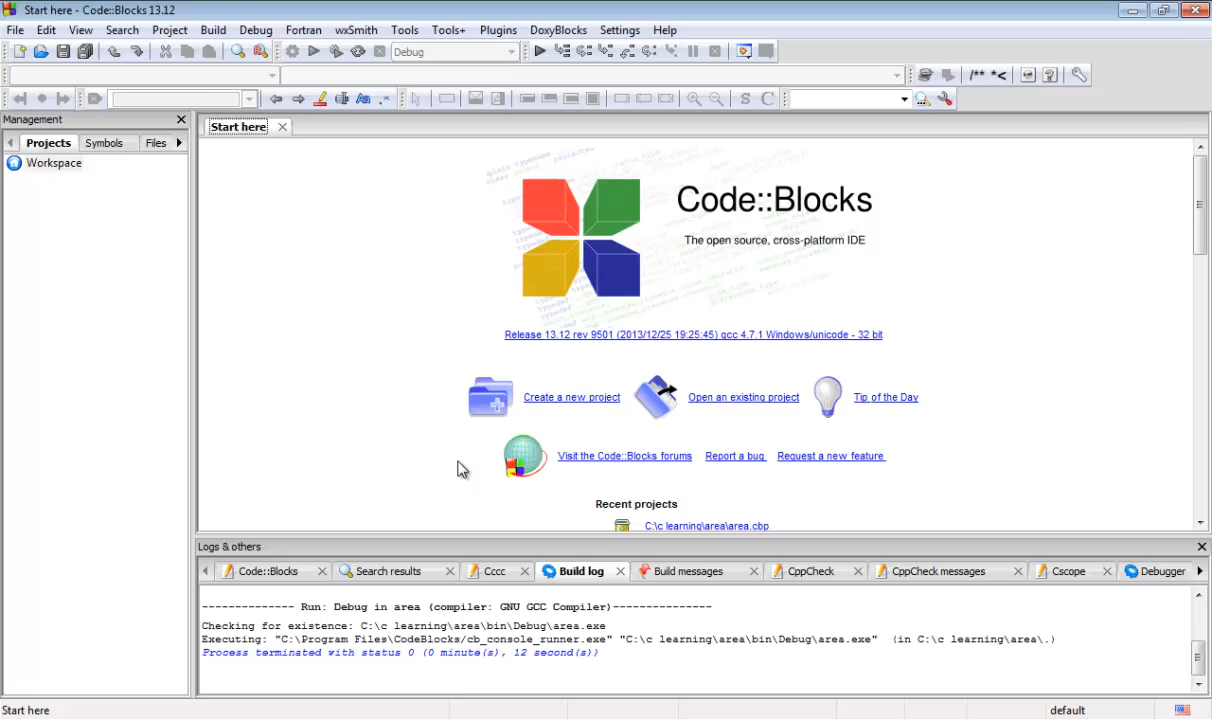 Start here - Code::Blocks 13.12
File Edit View Search Project Build Debug Fortran wxSmith Tools Tools+ Plugins DoxyBlocks Settings Help
Debug
/** *<
S C
Management
Projects Symbols Files
Workspace
Start here
Code::Blocks
The open source, cross-platform IDE
Release 13.12 rev 9501 (2013/12/25 19:25:45) gcc 4.7.1 Windows/unicode - 32 bit
Create a new project Open an existing project Tip of the Day
Visit the Code::Blocks forums Report a bug Request a new feature
Recent projects
C:\c learning\area\area.cbp
Logs & others
Code::Blocks Search results Cccc Build log Build messages CppCheck CppCheck messages Cscope Debugger
-------------- Run: Debug in area (compiler: GNU GCC Compiler)---------------
Checking for existence: C:\c learning\area\bin\Debug\area.exe
Executing: "C:\Program Files\CodeBlocks/cb_console_runner.exe" "C:\c learning\area\bin\Debug\area.exe"  (in C:\c learning\area\.)
Process terminated with status 0 (0 minute(s), 12 second(s))
Start here default